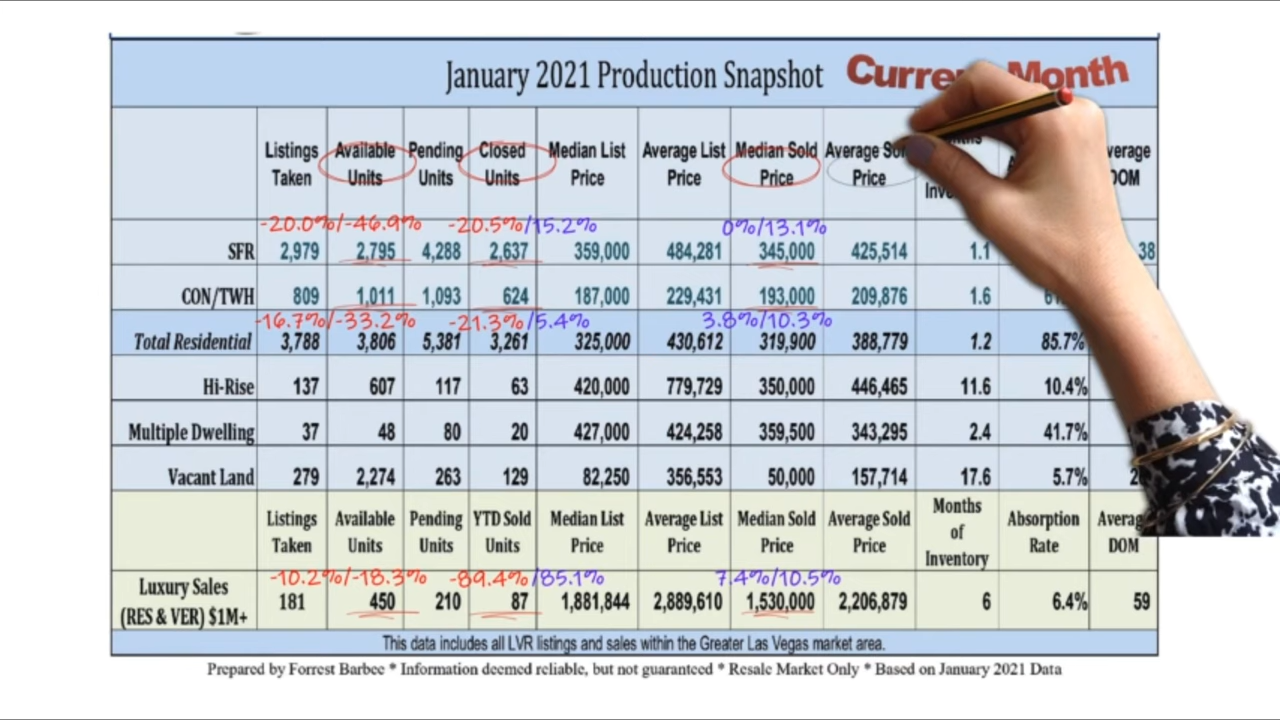 January 2021 Production Snapshot
Listings Taken Available Units Pending Units Closed Units Median List Price Average List Price Median Sold Price Average Price
-20.0%/-46.9% -20.5%/15.2% 0%/13.1%
SFR 2,979 2,795 4,288 2,637 359,000 484,281 345,000 425,514 1.1 38
CON/TWH 809 1,011 1,093 624 187,000 229,431 193,000 209,876 1.6
-16.7%/-33.2% -21.3%/5.4% 3.8%/10.3%
Total Residential 3,788 3,806 5,381 3,261 325,000 430,612 319,900 388,779 1.2 85.7%
Hi-Rise 137 607 117 63 420,000 779,729 350,000 446,465 11.6 10.4%
Multiple Dwelling 37 48 80 20 427,000 424,258 359,500 343,295 2.4 41.7%
Vacant Land 279 2,274 263 129 82,250 356,553 50,000 157,714 17.6 5.7%
Listings Taken Available Units Pending Units YTD Sold Units Median List Price Average List Price Median Sold Price Average Sold Price Months of Inventory Absorption Rate DOM
-10.2%/-18.3% -89.4%/85.1% 7.4%/10.5%
Luxury Sales (RES & VER) $1M+ 181 450 210 87 1,881,844 2,889,610 1,530,000 2,206,879 6 6.4% 59
This data includes all LVR listings and sales within the Greater Las Vegas market area.
Prepared by Forrest Barbee * Information deemed reliable, but not guaranteed * Resale Market Only * Based on January 2021 Data